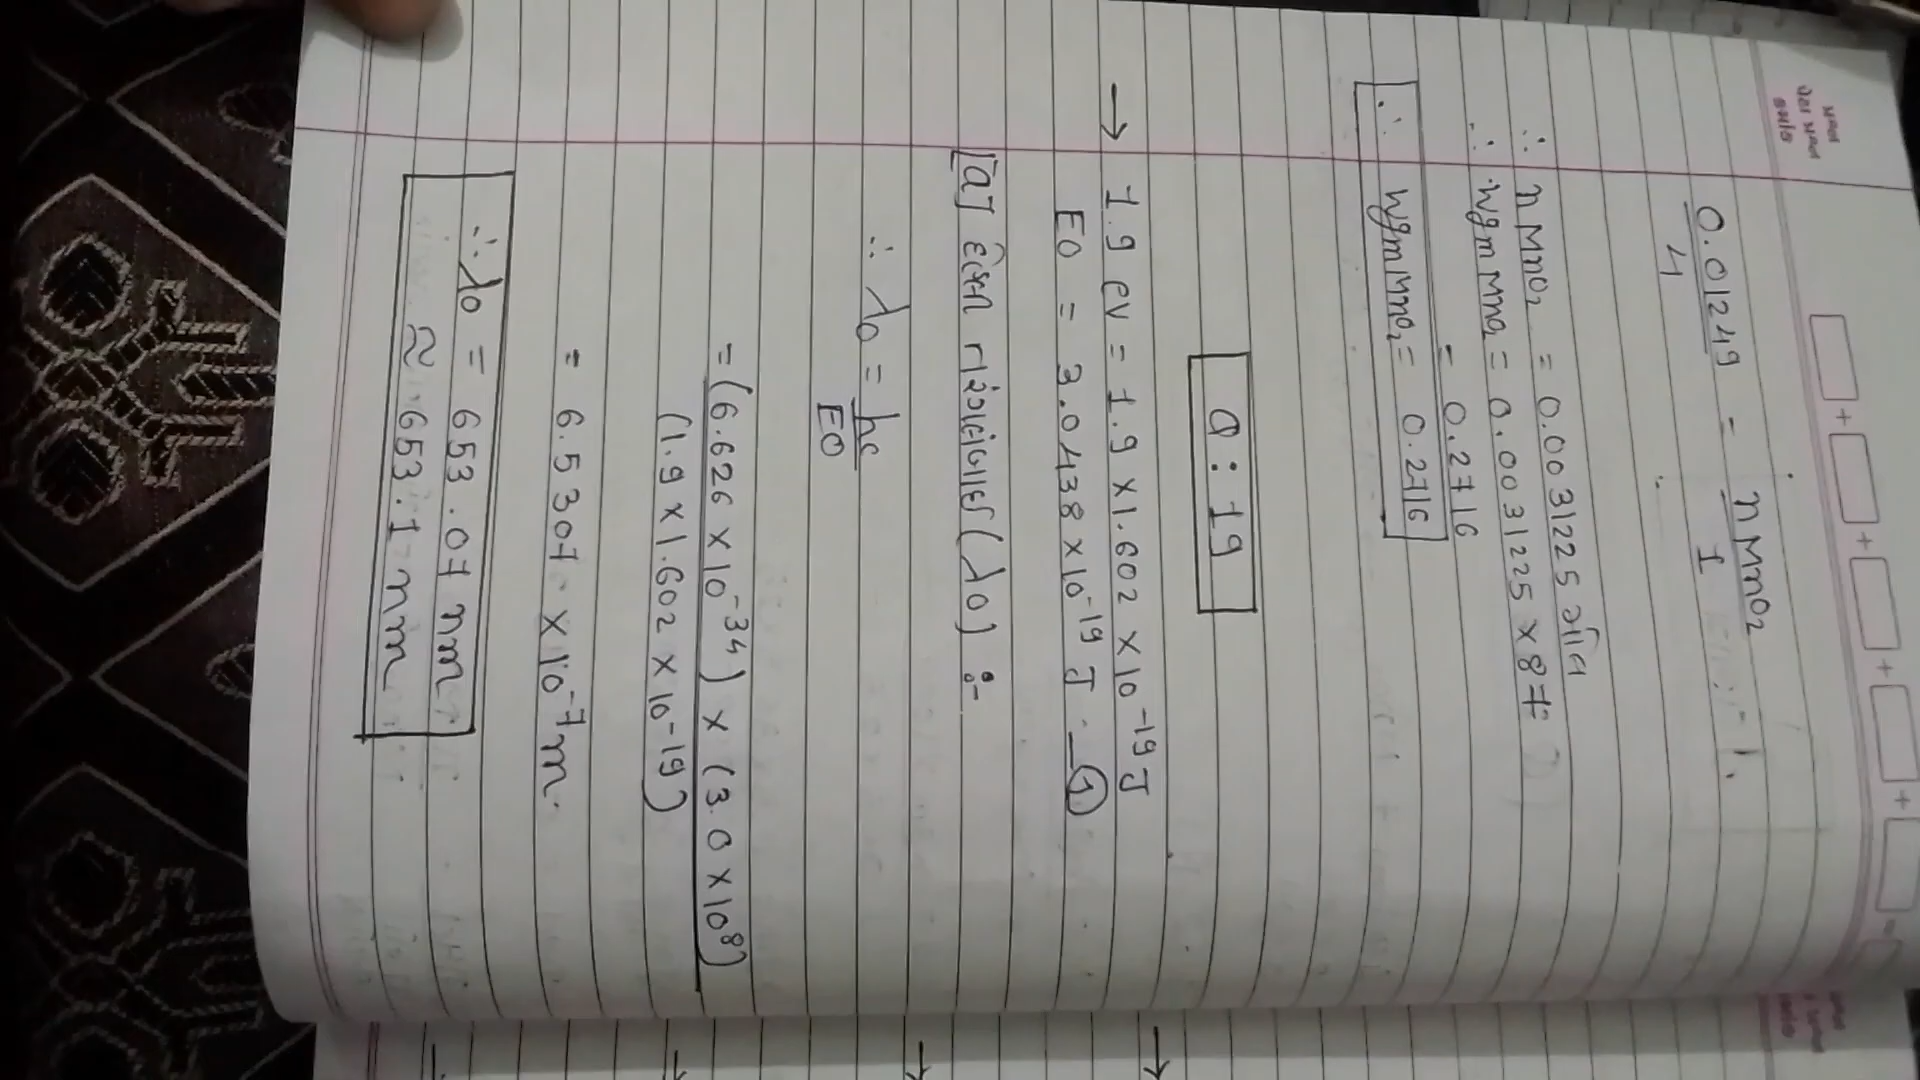 0.01249 = nMnO₂
4 1
∴ nMnO₂ = 0.0031225 મોલ
∴ WgmMnO₂ = 0.0031225 × 87
= 0.2716
∴ WgmMnO₂ = 0.2716
Q : 19
→ 1.9 eV = 1.9 × 1.602 × 10⁻¹⁹ J
E0 = 3.0438 × 10⁻¹⁹ J. — ①
[a] દેહલી તરંગલંબાઈ (λ0) :-
∴ λ0 = hc
E0
= (6.626 × 10⁻³⁴) × (3.0 × 10⁸)
(1.9 × 1.602 × 10⁻¹⁹)
= 6.5307 × 10⁻⁷ m.
∴ λ0 = 653.07 nm
≈ 653.1 nm